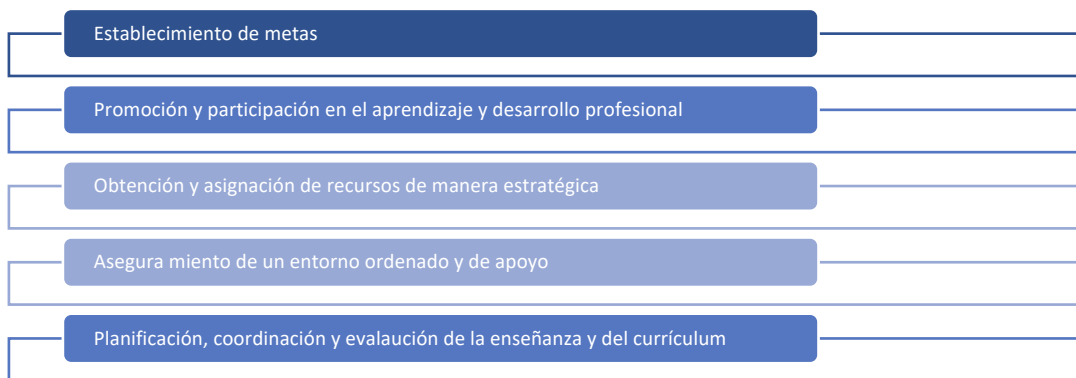 Establecimiento de metas
Promoción y participación en el aprendizaje y desarrollo profesional
Obtención y asignación de recursos de manera estratégica
Asegura miento de un entorno ordenado y de apoyo
Planificación, coordinación y evalaución de la enseñanza y del currículum